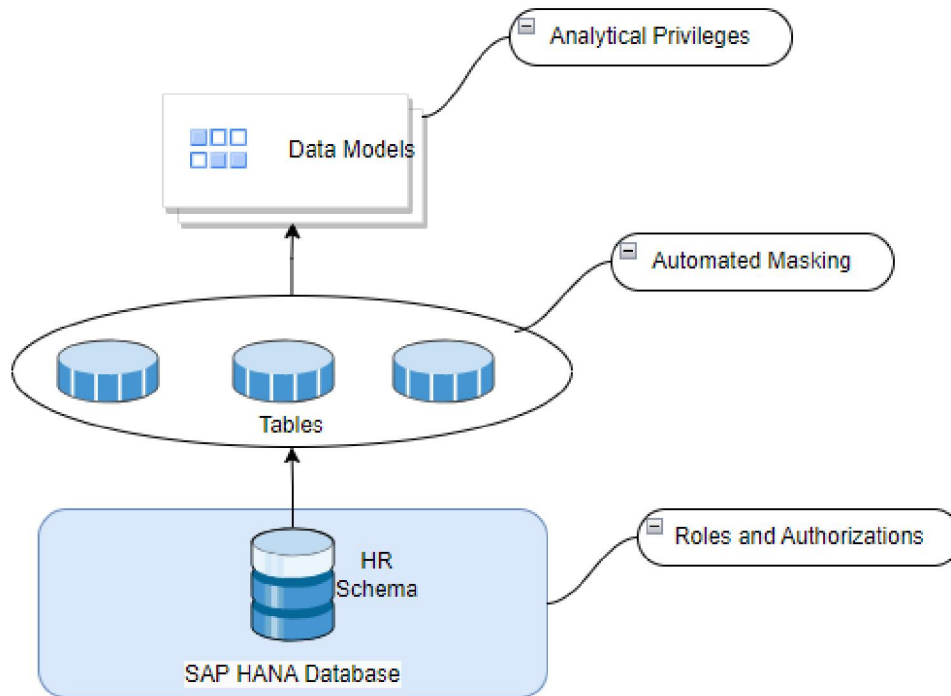 Analytical Privileges
Data Models
Automated Masking
Tables
Roles and Authorizations
HR
Schema
SAP HANA Database